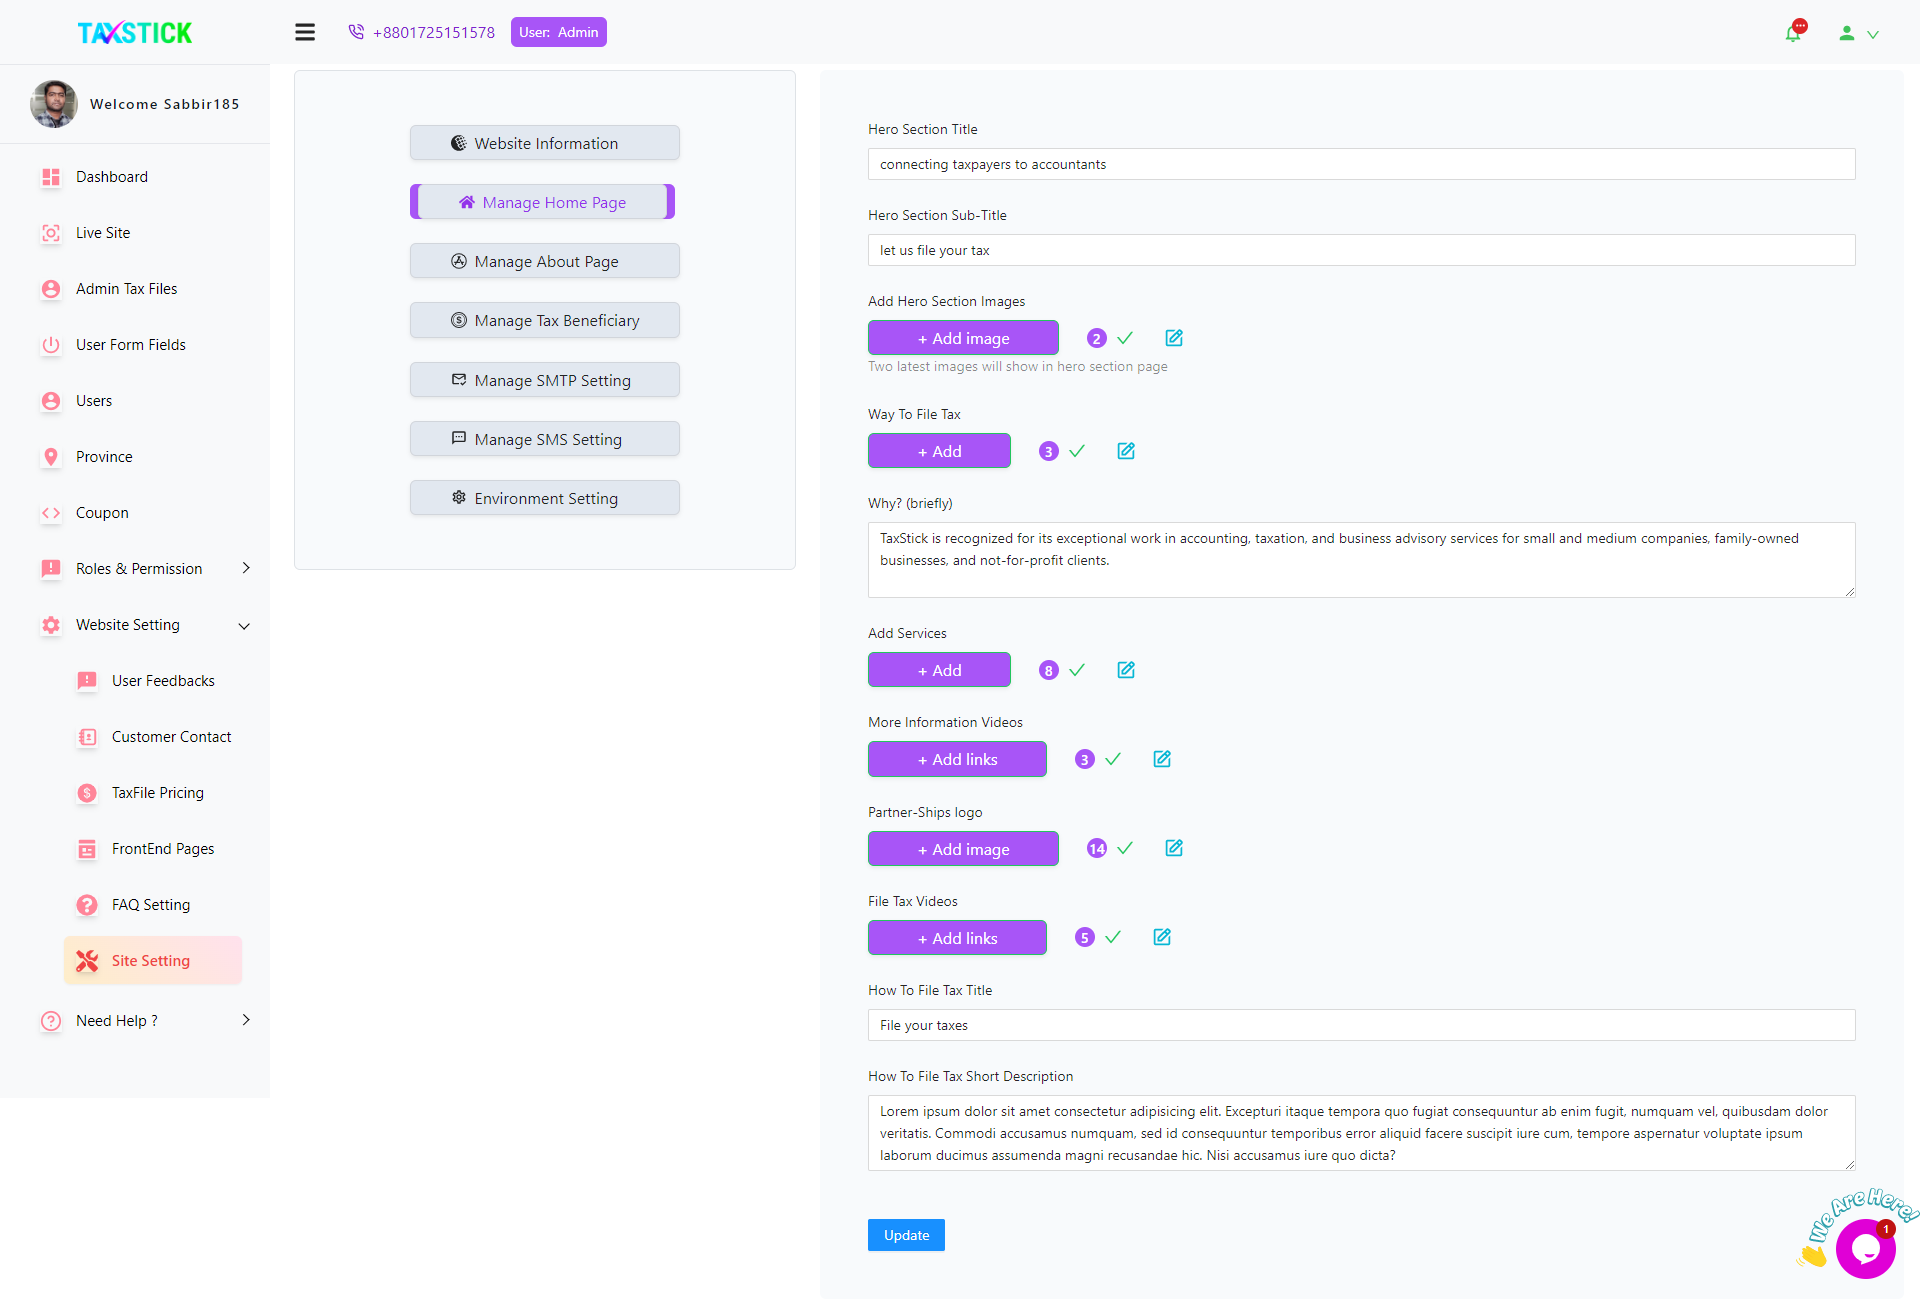 TAXSTICK
+8801725151578
User: Admin
Welcome Sabbir185
Dashboard
Live Site
Admin Tax Files
User Form Fields
Users
Province
Coupon
Roles & Permission
Website Setting
User Feedbacks
Customer Contact
TaxFile Pricing
FrontEnd Pages
FAQ Setting
Site Setting
Need Help ?
Website Information
Manage Home Page
Manage About Page
Manage Tax Beneficiary
Manage SMTP Setting
Manage SMS Setting
Environment Setting
Hero Section Title
connecting taxpayers to accountants
Hero Section Sub-Title
let us file your tax
Add Hero Section Images
+ Add image 2
Two latest images will show in hero section page
Way To File Tax
+ Add 3
Why? (briefly)
TaxStick is recognized for its exceptional work in accounting, taxation, and business advisory services for small and medium companies, family-owned
businesses, and not-for-profit clients.
Add Services
+ Add 8
More Information Videos
+ Add links 3
Partner-Ships logo
+ Add image 14
File Tax Videos
+ Add links 5
How To File Tax Title
File your taxes
How To File Tax Short Description
Lorem ipsum dolor sit amet consectetur adipisicing elit. Excepturi itaque tempora quo fugiat consequuntur ab enim fugit, numquam vel, quibusdam dolor
veritatis. Commodi accusamus numquam, sed id consequuntur temporibus error aliquid facere suscipit iure cum, tempore aspernatur voluptate ipsum
laborum ducimus assumenda magni recusandae hic. Nisi accusamus iure quo dicta?
Update
We Are Here!
1